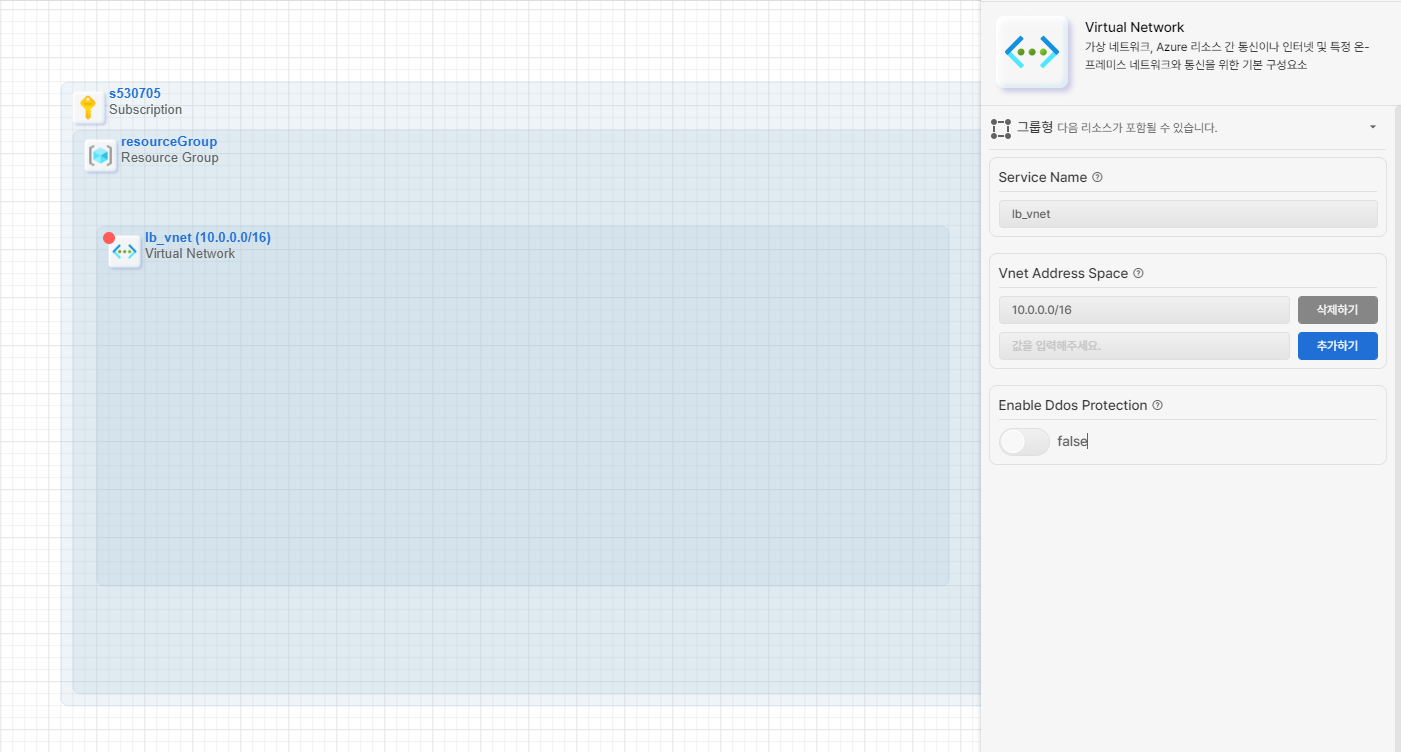 s530705
Subscription
resourceGroup
Resource Group
lb_vnet (10.0.0.0/16)
Virtual Network
Virtual Network
가상 네트워크, Azure 리소스 간 통신이나 인터넷 및 특정 온-
프레미스 네트워크와 통신을 위한 기본 구성요소
그룹형 다음 리소스가 포함될 수 있습니다.
Service Name
lb_vnet
Vnet Address Space
10.0.0.0/16 삭제하기
값을 입력해주세요. 추가하기
Enable Ddos Protection
false